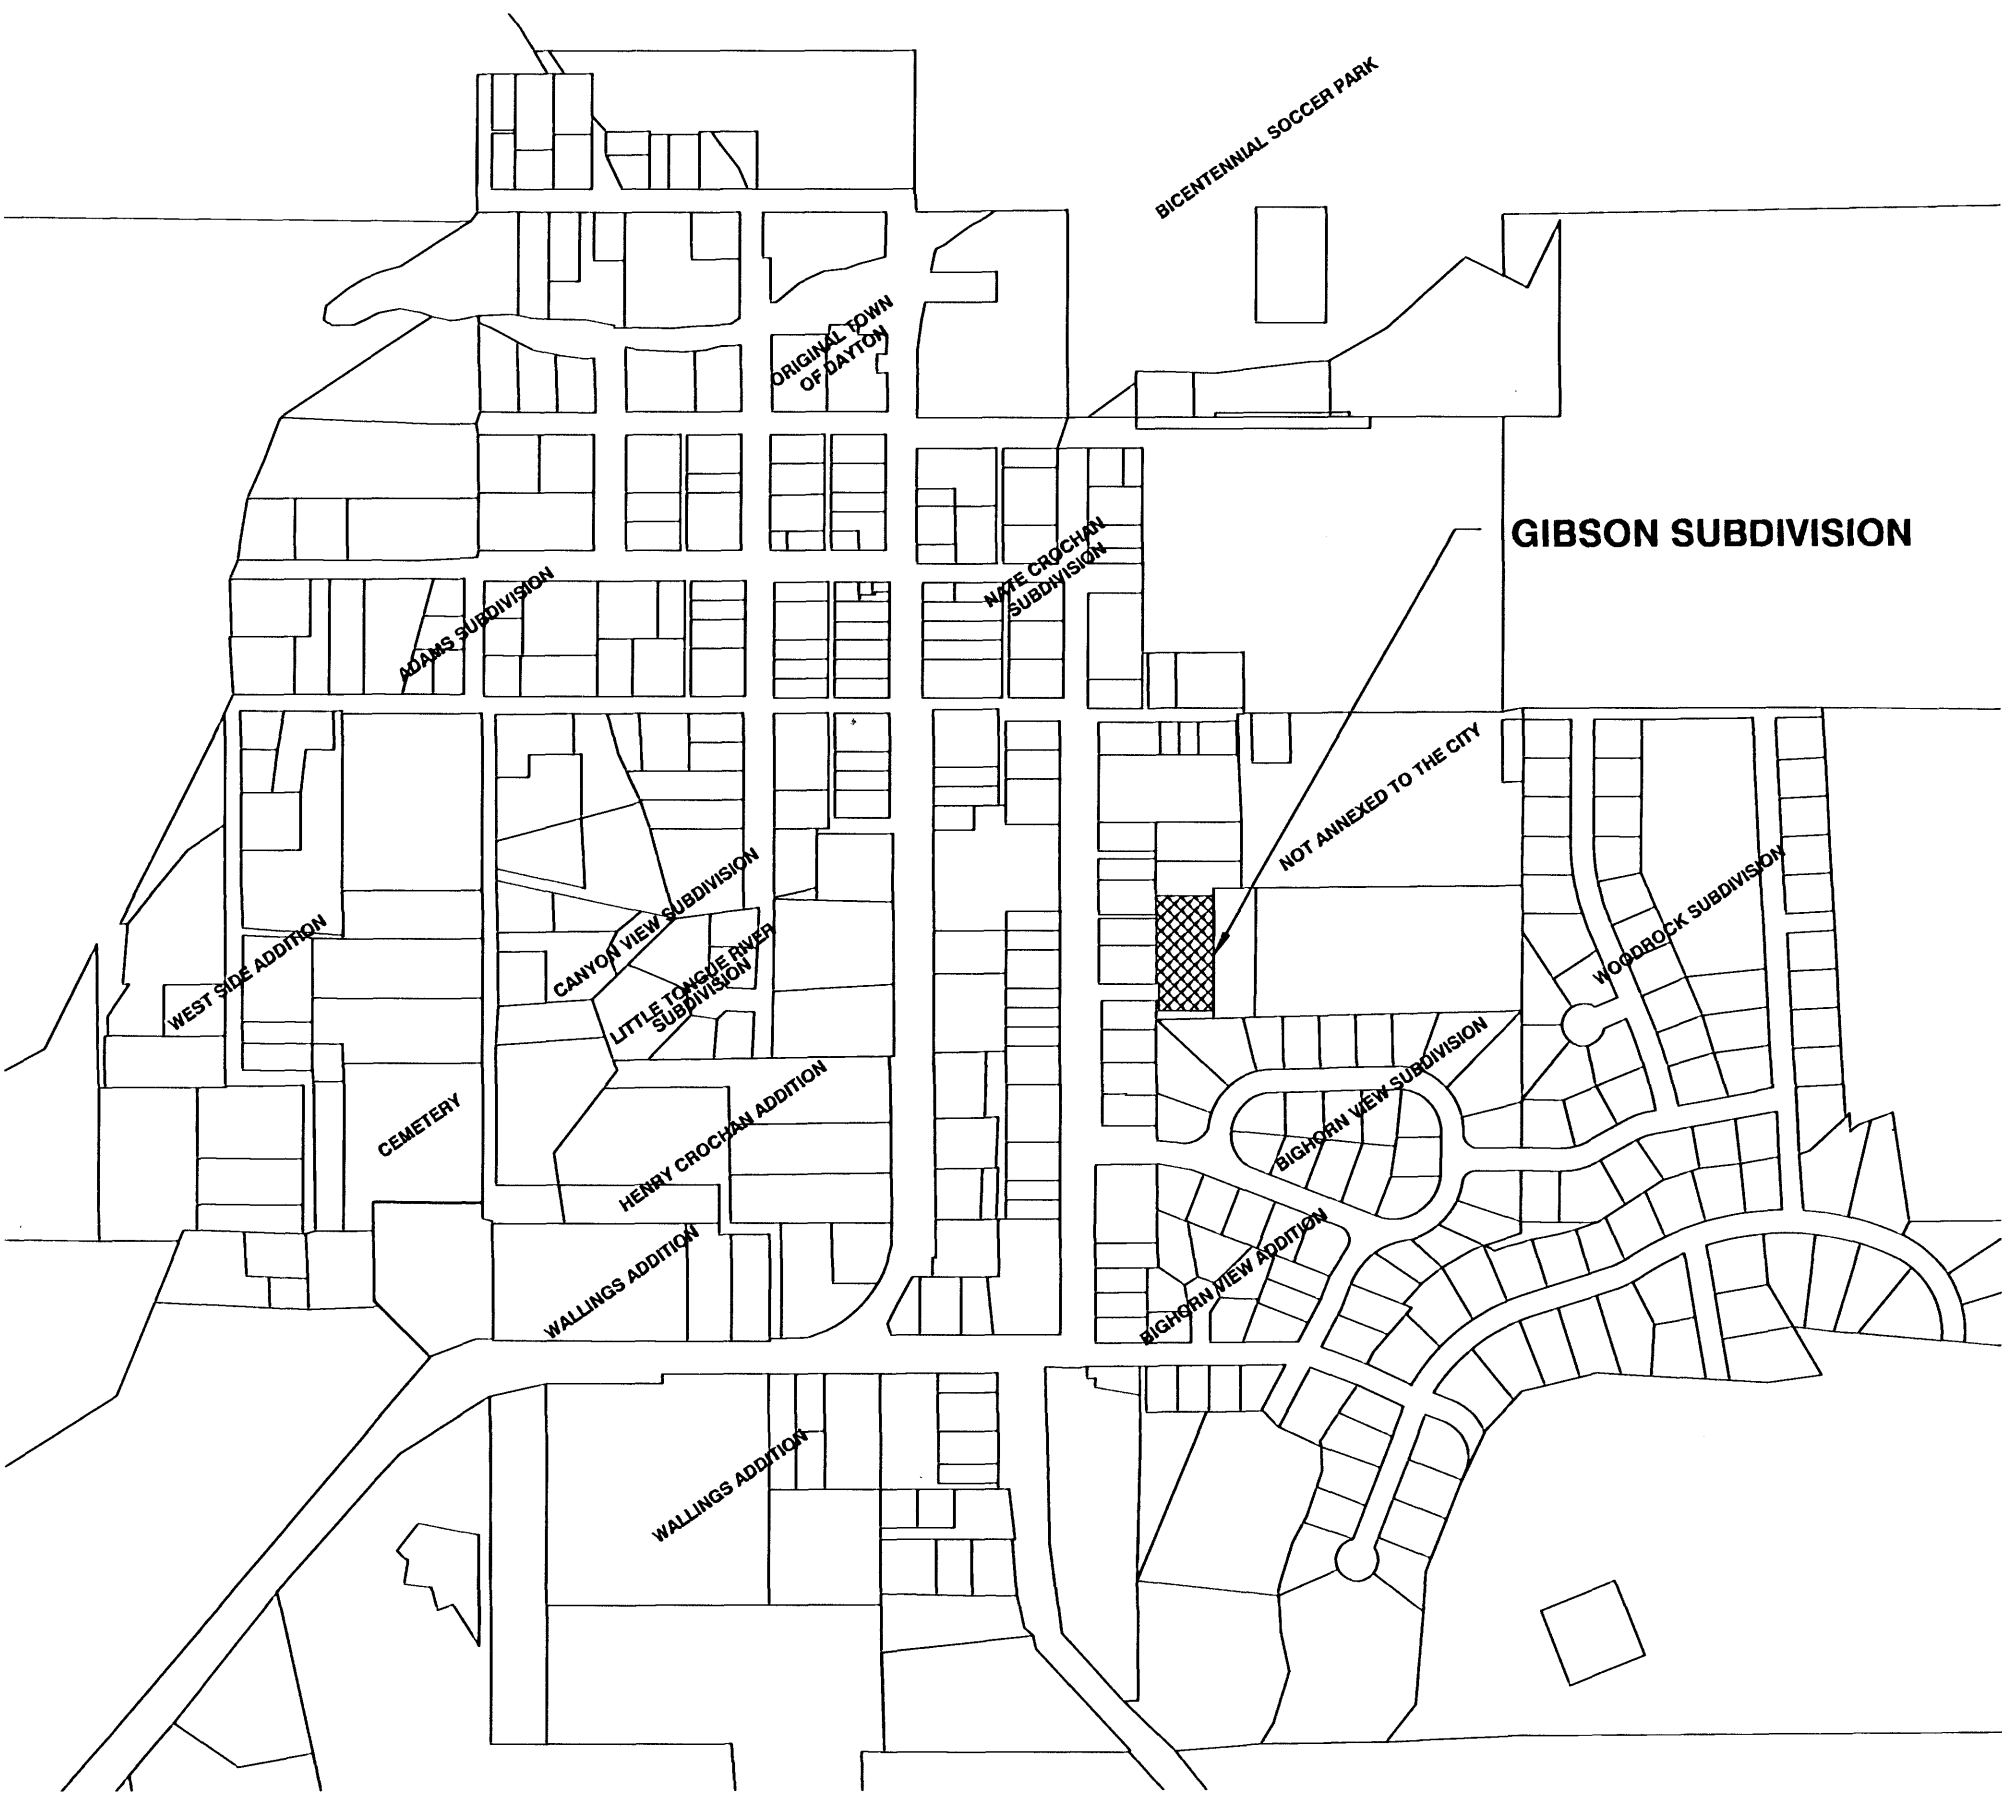 BICENTENNIAL SOCCER PARK
ORIGINAL TOWN
OF DAYTON
GIBSON SUBDIVISION
NATE CROCHAN
SUBDIVISION
ADAMS SUBDIVISION
NOT ANNEXED TO THE CITY
WOODROCK SUBDIVISION
CANYON VIEW SUBDIVISION
WEST SIDE ADDITION
LITTLE TONGUE RIVER
SUBDIVISION
BIGHORN VIEW SUBDIVISION
CEMETERY
HENRY CROCHAN ADDITION
BIGHORN VIEW ADDITION
WALLINGS ADDITION
WALLINGS ADDITION